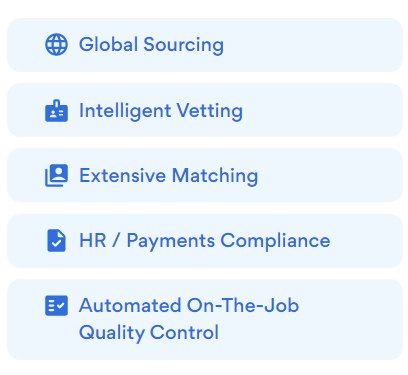 Global Sourcing
Intelligent Vetting
Extensive Matching
HR / Payments Compliance
Automated On-The-Job
Quality Control